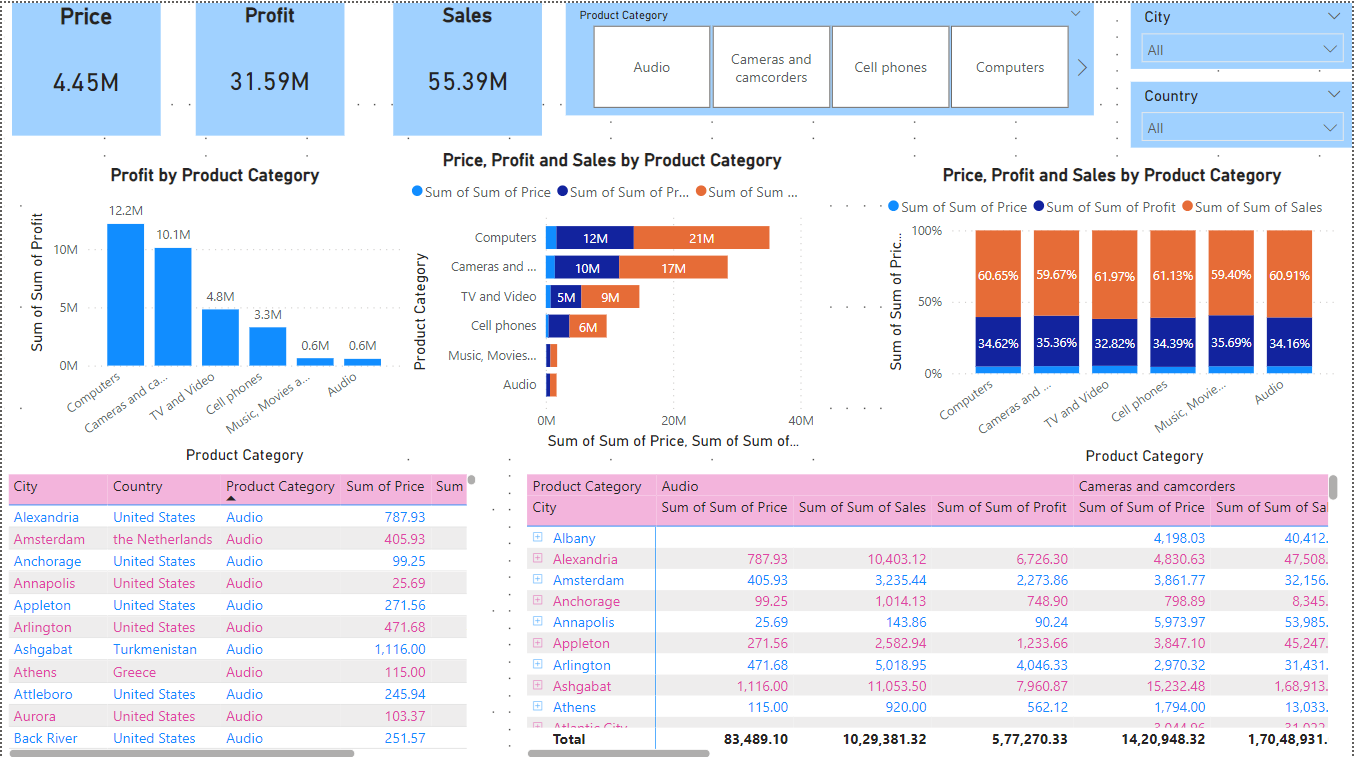 Price
4.45M
Profit
31.59M
Sales
55.39M
Product Category
Audio
Cameras and
camcorders
Cell phones
Computers
City
All
Country
All
Profit by Product Category
Sum of Sum of Profit
12.2M
10.1M
4.8M
3.3M
0.6M
0.6M
10M
5M
0M
Computers
Cameras and ca...
TV and Video
Cell phones
Music, Movies a...
Audio
Price, Profit and Sales by Product Category
Sum of Sum of Price Sum of Sum of Pr... Sum of Sum ...
Product Category
Computers 12M 21M
Cameras and ... 10M 17M
TV and Video 5M 9M
Cell phones 6M
Music, Movies...
Audio
0M 20M 40M
Sum of Sum of Price, Sum of Sum of...
Price, Profit and Sales by Product Category
Sum of Sum of Price Sum of Sum of Profit Sum of Sum of Sales
Sum of Sum of Pric...
100%
50%
0%
60.65% 59.67% 61.97% 61.13% 59.40% 60.91%
34.62% 35.36% 32.82% 34.39% 35.69% 34.16%
Computers
Cameras and ...
TV and Video
Cell phones
Music, Movie...
Audio
Product Category
City Country Product Category Sum of Price Sum
Alexandria United States Audio 787.93
Amsterdam the Netherlands Audio 405.93
Anchorage United States Audio 99.25
Annapolis United States Audio 25.69
Appleton United States Audio 271.56
Arlington United States Audio 471.68
Ashgabat Turkmenistan Audio 1,116.00
Athens Greece Audio 115.00
Attleboro United States Audio 245.94
Aurora United States Audio 103.37
Back River United States Audio 251.57
Product Category
Product Category Audio Cameras and camcorders
City Sum of Sum of Price Sum of Sum of Sales Sum of Sum of Profit Sum of Sum of Price Sum of Sum of Sal
Albany 4,198.03 40,412.
Alexandria 787.93 10,403.12 6,726.30 4,830.63 47,508.
Amsterdam 405.93 3,235.44 2,273.86 3,861.77 32,156.
Anchorage 99.25 1,014.13 748.90 798.89 8,345.
Annapolis 25.69 143.86 90.24 5,973.97 53,985.
Appleton 271.56 2,582.94 1,233.66 3,847.10 45,247.
Arlington 471.68 5,018.95 4,046.33 2,970.32 31,431.
Ashgabat 1,116.00 11,053.50 7,960.87 15,232.48 1,68,913.
Athens 115.00 920.00 562.12 1,794.00 13,033.
Atlantic City
Total 83,489.10 10,29,381.32 5,77,270.33 14,20,948.32 1,70,48,931.